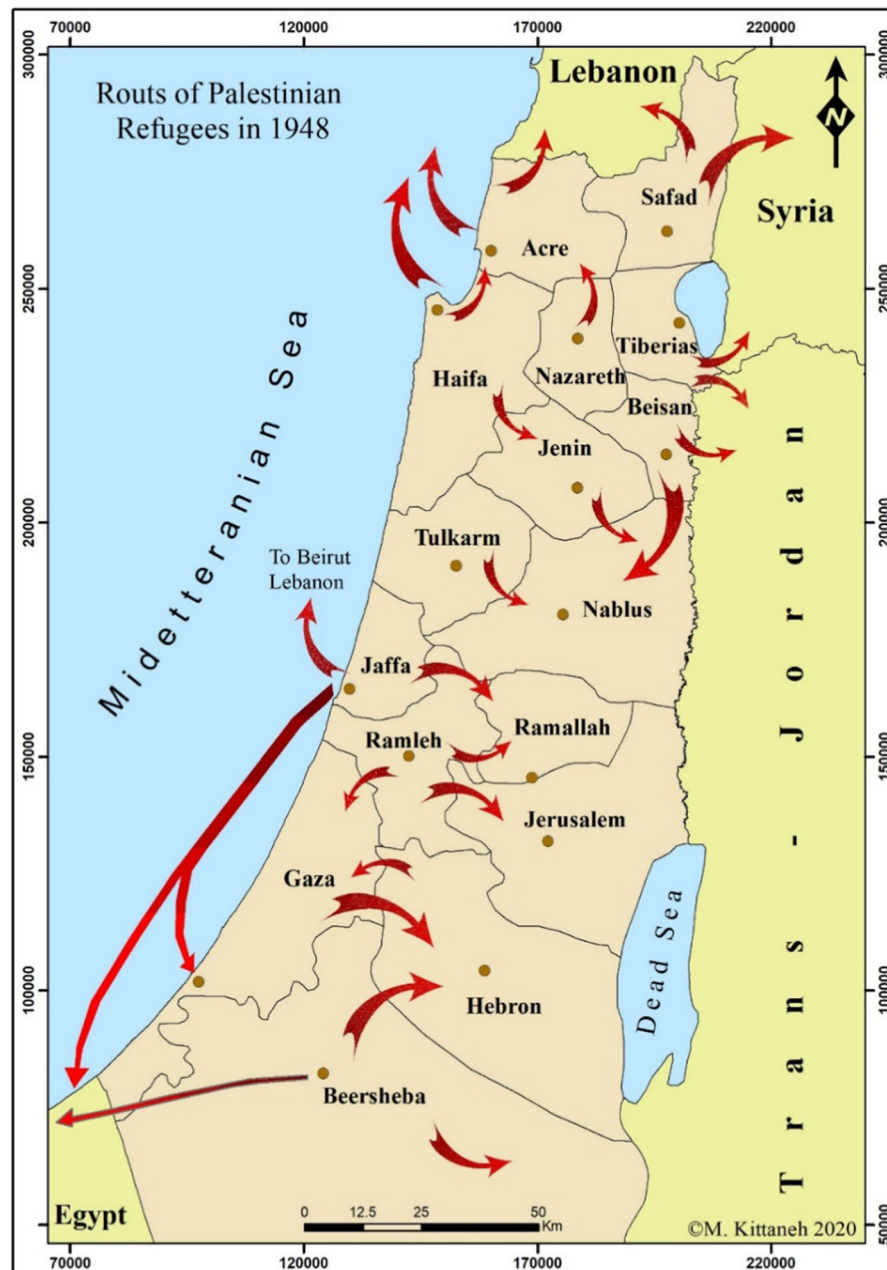 70000
120000
170000
220000
300000
300000
Routs of Palestinian
Refugees in 1948
Lebanon
N
Safad
Syria
Acre
250000
250000
Midetteranian Sea
Tiberias
Haifa
Nazareth
Beisan
Jenin
200000
200000
Tulkarm
To Beirut
Lebanon
Nablus
Jaffa
Ramleh
Ramallah
150000
150000
Jerusalem
Gaza
Dead Sea
Trans-Jordan
100000
100000
Hebron
Beersheba
Egypt
0
12.5
25
50
Km
©M. Kittaneh 2020
50000
70000
120000
170000
220000